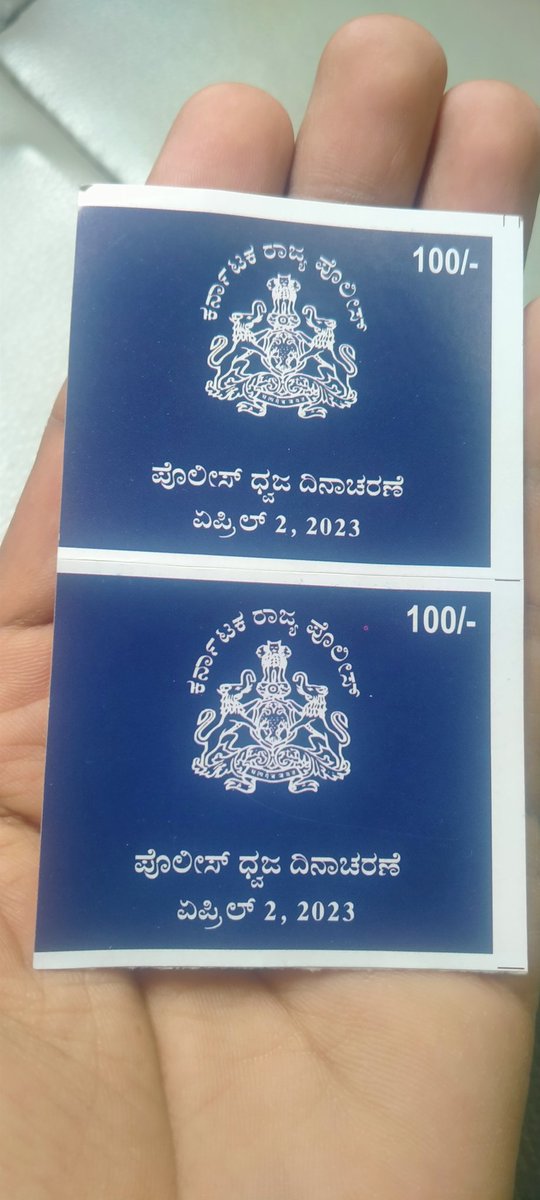 100/-
ಕರ್ನಾಟಕ ರಾಜ್ಯ ಪೊಲೀಸ್
ಪೊಲೀಸ್ ಧ್ವಜ ದಿನಾಚರಣೆ
ಏಪ್ರಿಲ್ 2, 2023
100/-
ಕರ್ನಾಟಕ ರಾಜ್ಯ ಪೊಲೀಸ್
ಪೊಲೀಸ್ ಧ್ವಜ ದಿನಾಚರಣೆ
ಏಪ್ರಿಲ್ 2, 2023